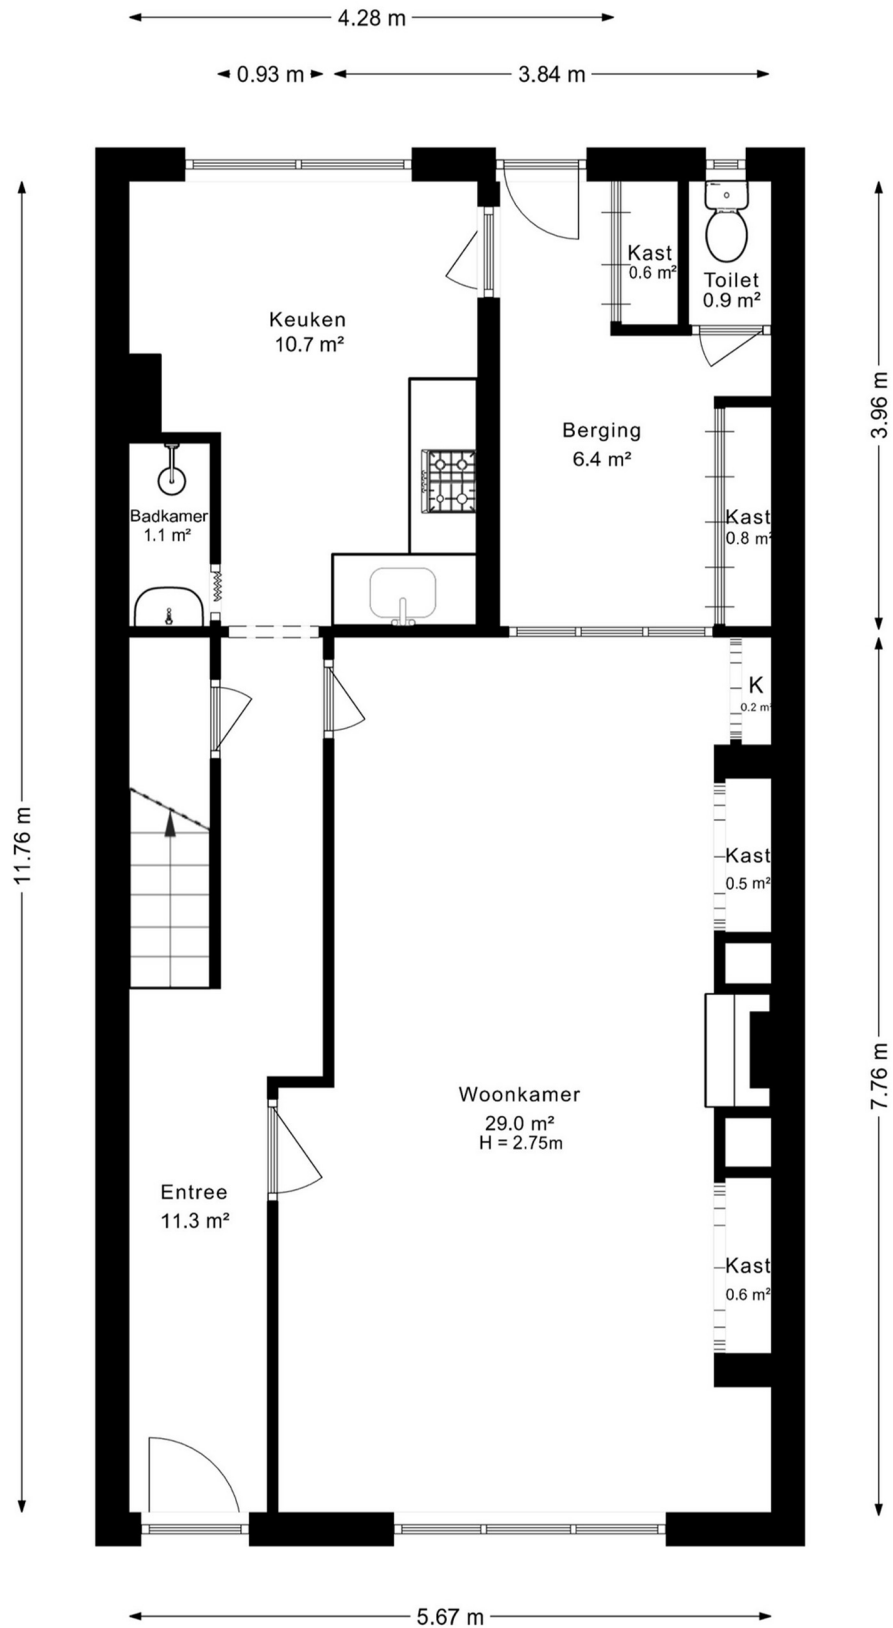 4.28 m
0.93 m
3.84 m
Kast
0.6 m²
Toilet
0.9 m²
Keuken
10.7 m²
3.96 m
Berging
6.4 m²
Badkamer
1.1 m²
Kast
0.8 m²
K
0.2 m²
11.76 m
Kast
0.5 m²
7.76 m
Woonkamer
29.0 m²
H = 2.75m
Entree
11.3 m²
Kast
0.6 m²
5.67 m